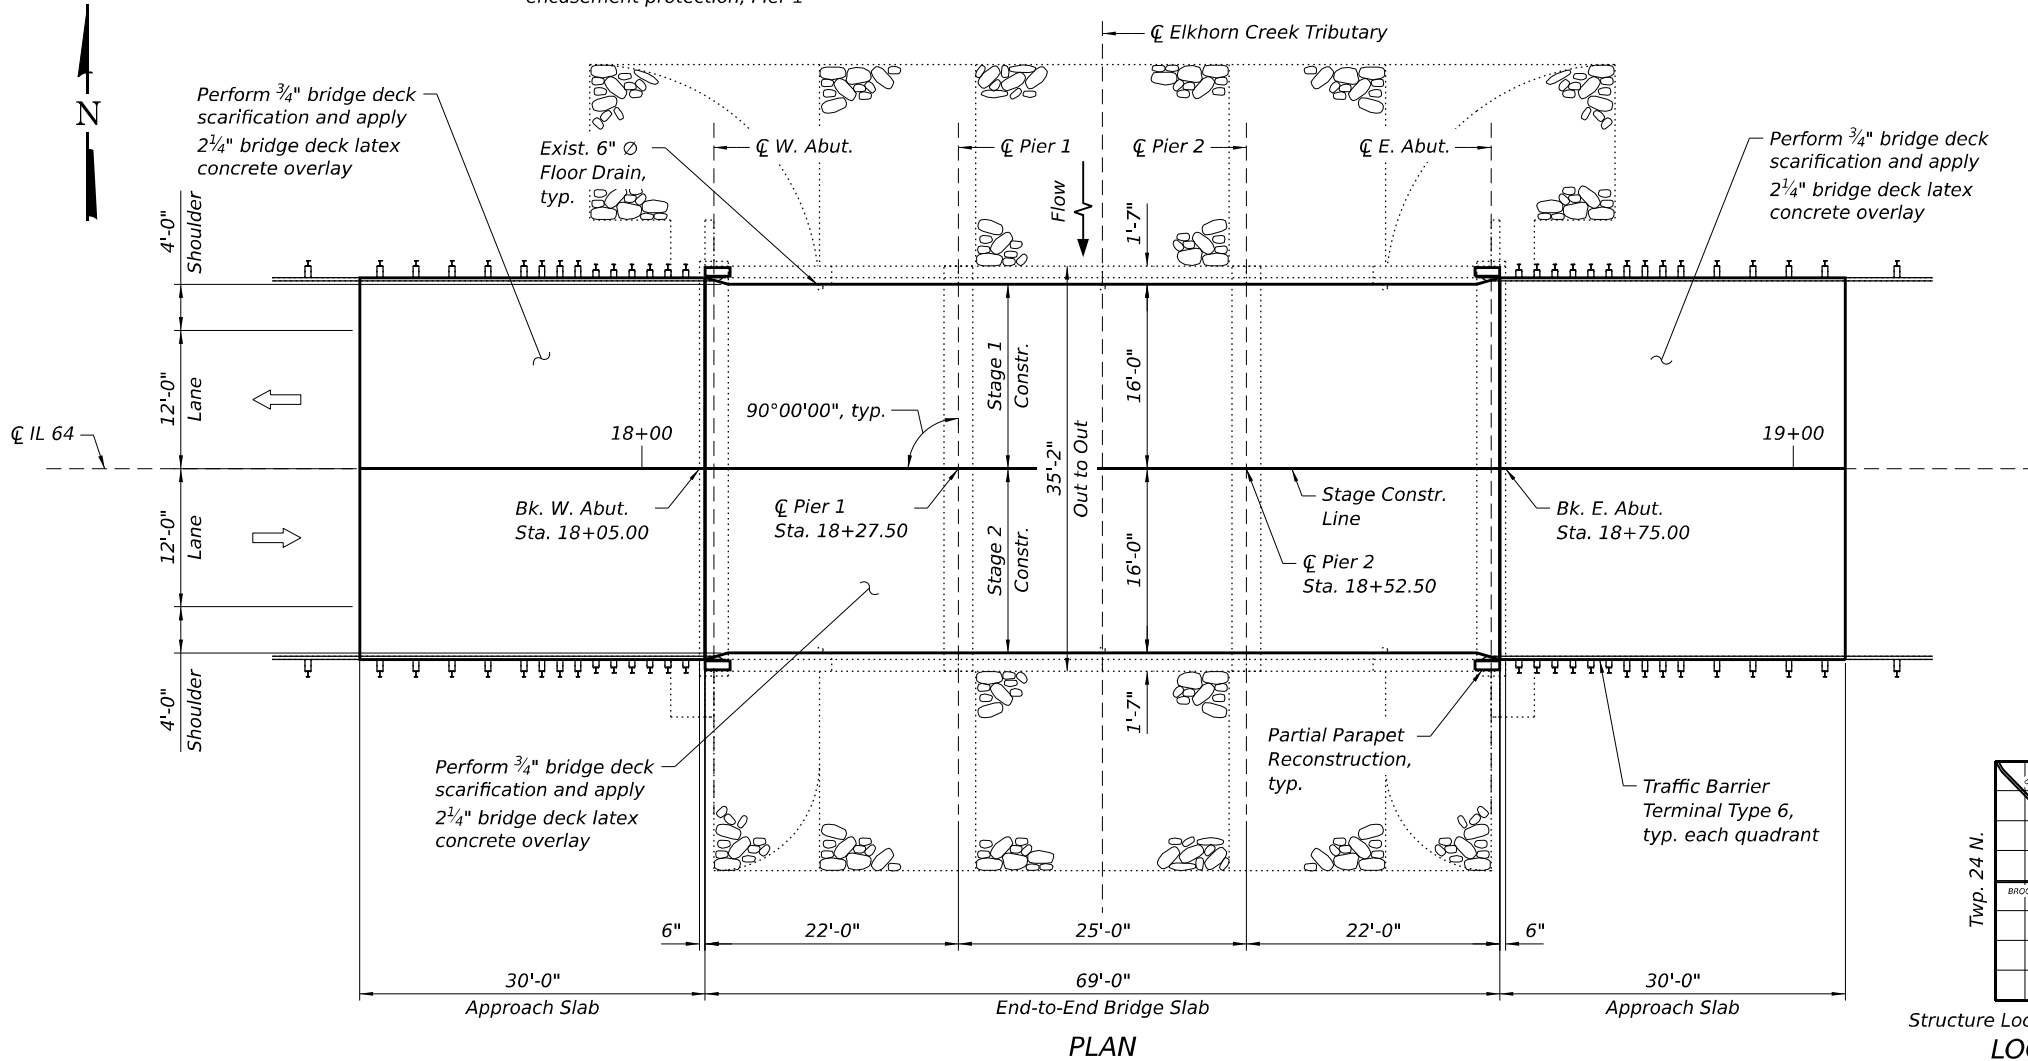 ℄ Elkhorn Creek Tributary
N
Perform 3/4" bridge deck
scarification and apply
2 1/4" bridge deck latex
concrete overlay
Exist. 6" ∅
Floor Drain,
typ.
℄ W. Abut.
℄ Pier 1
℄ Pier 2
℄ E. Abut.
Perform 3/4" bridge deck
scarification and apply
2 1/4" bridge deck latex
concrete overlay
Flow
1'-7"
4'-0"
Shoulder
12'-0"
Lane
℄ IL 64
12'-0"
Lane
4'-0"
Shoulder
18+00
90°00'00", typ.
Stage 1
Constr.
16'-0"
35'-2"
Out to Out
19+00
Bk. W. Abut.
Sta. 18+05.00
℄ Pier 1
Sta. 18+27.50
Stage 2
Constr.
16'-0"
Stage Constr.
Line
℄ Pier 2
Sta. 18+52.50
Bk. E. Abut.
Sta. 18+75.00
1'-7"
Perform 3/4" bridge deck
scarification and apply
2 1/4" bridge deck latex
concrete overlay
Partial Parapet
Reconstruction,
typ.
Traffic Barrier
Terminal Type 6,
typ. each quadrant
Twp. 24 N.
6"
22'-0"
25'-0"
22'-0"
6"
30'-0"
Approach Slab
69'-0"
End-to-End Bridge Slab
30'-0"
Approach Slab
PLAN
Structure